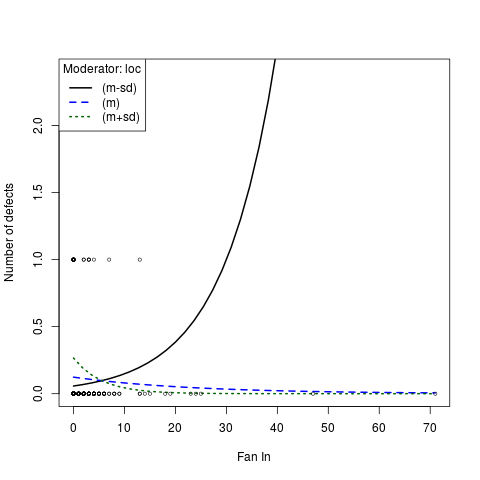 Moderator: loc
(m-sd)
(m)
(m+sd)
Number of defects
2.0
1.5
1.0
0.5
0.0
0 10 20 30 40 50 60 70
Fan In